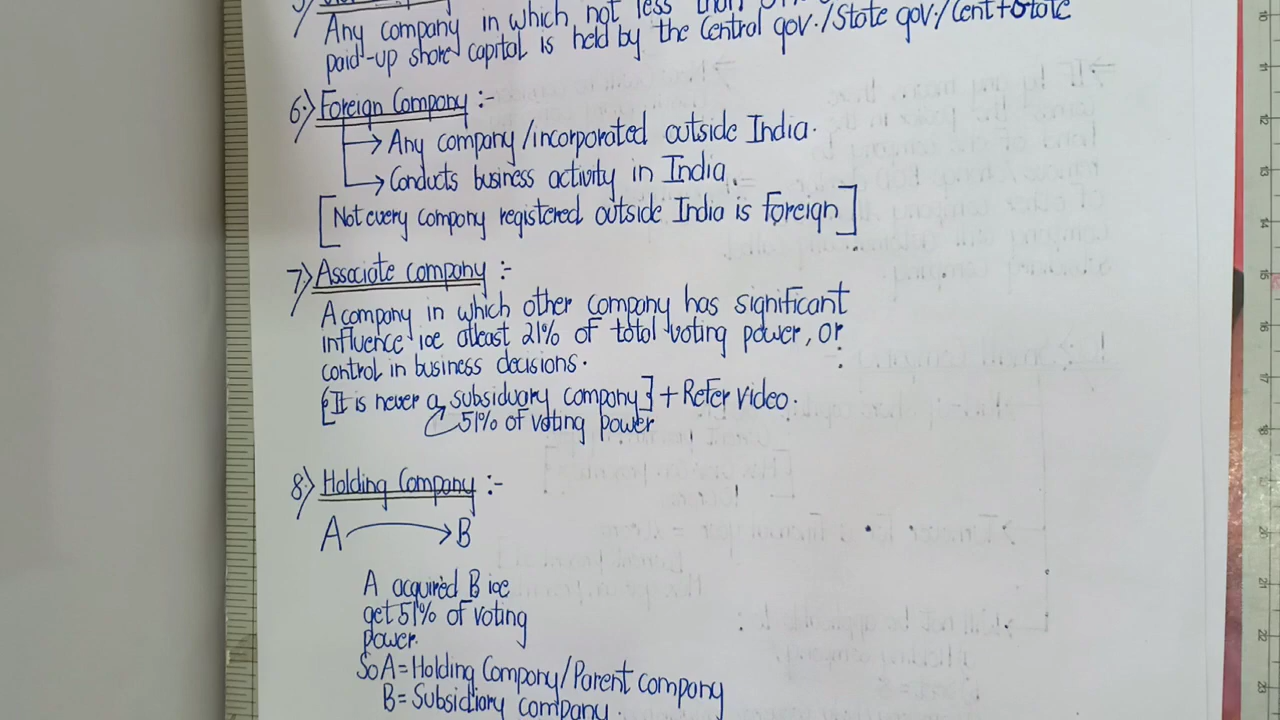 5)
Any company in which not less than
paid-up share capital is held by the Central gov./State gov./Cent+State
6) Foreign Company :-
→ Any company/incorporated outside India.
→ Conducts business activity in India.
[Not every company registered outside India is foreign]
7) Associate company :-
A company in which other company has significant
influence i.e atleast 21% of total voting power, or
control in business decisions.
[It is never a subsiduary company] + Refer video.
51% of voting power
8) Holding Company :-
A → B
A acquired B i.e
get 51% of voting
power.
So A = Holding Company/Parent company
B = Subsidiary company.